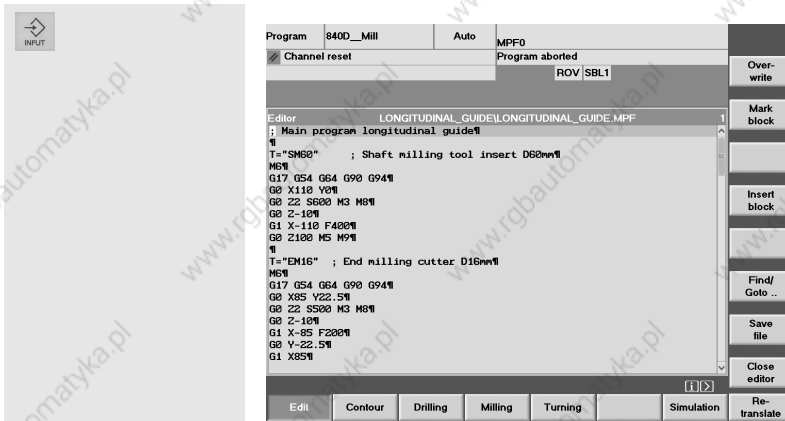 INPUT
Program 840D__Mill Auto MPF0
Channel reset Program aborted
ROV SBL1
Editor LONGITUDINAL_GUIDE\LONGITUDINAL_GUIDE.MPF 1
; Main program longitudinal guide¶
¶
T="SM60" ; Shaft milling tool insert D60mm¶
M6¶
G17 G54 G64 G90 G94¶
G0 X110 Y0¶
G0 Z2 S600 M3 M8¶
G0 Z-10¶
G1 X-110 F400¶
G0 Z100 M5 M9¶
¶
T="EM16" ; End milling cutter D16mm¶
M6¶
G17 G54 G64 G90 G94¶
G0 X85 Y22.5¶
G0 Z2 S500 M3 M8¶
G0 Z-10¶
G1 X-85 F200¶
G0 Y-22.5¶
G1 X85¶
Over-
write
Mark
block
Insert
block
Find/
Goto ..
Save
file
Close
editor
Re-
translate
Edit Contour Drilling Milling Turning Simulation
www.rgbautomatyka.pl